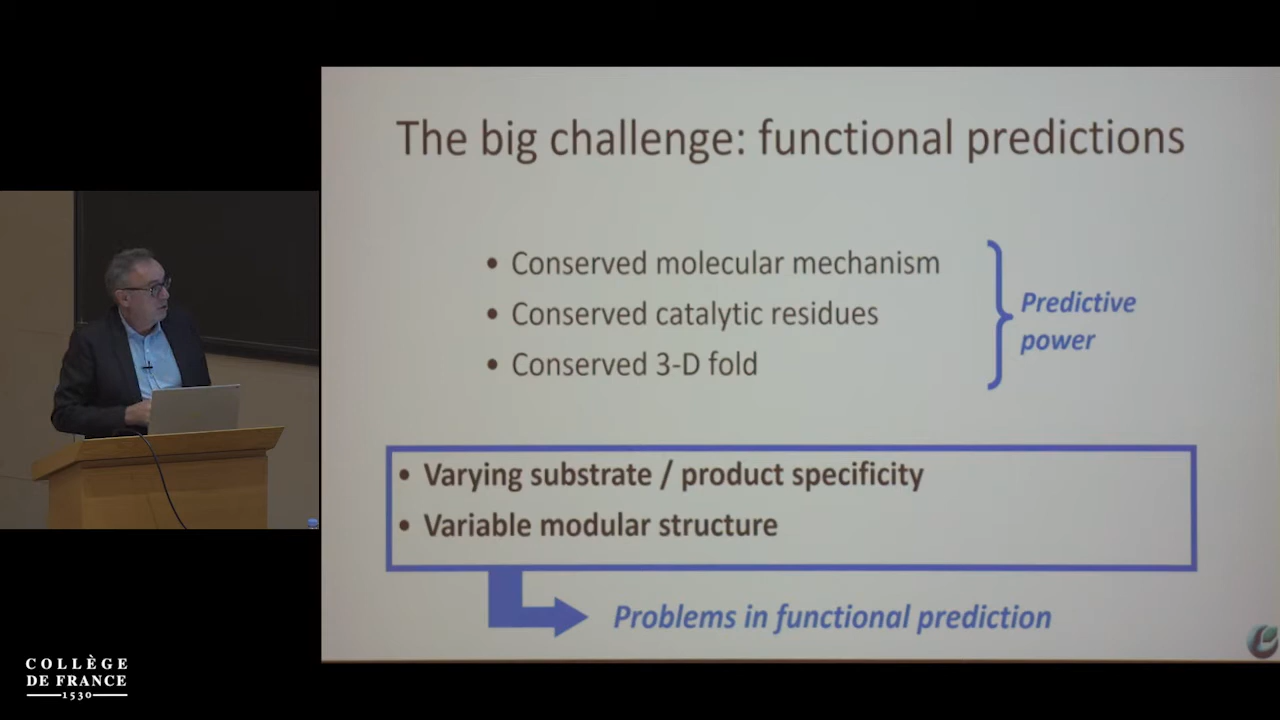 The big challenge: functional predictions
• Conserved molecular mechanism
• Conserved catalytic residues
• Conserved 3-D fold
Predictive
power
• Varying substrate / product specificity
• Variable modular structure
Problems in functional prediction
COLLÈGE
DE FRANCE
1530